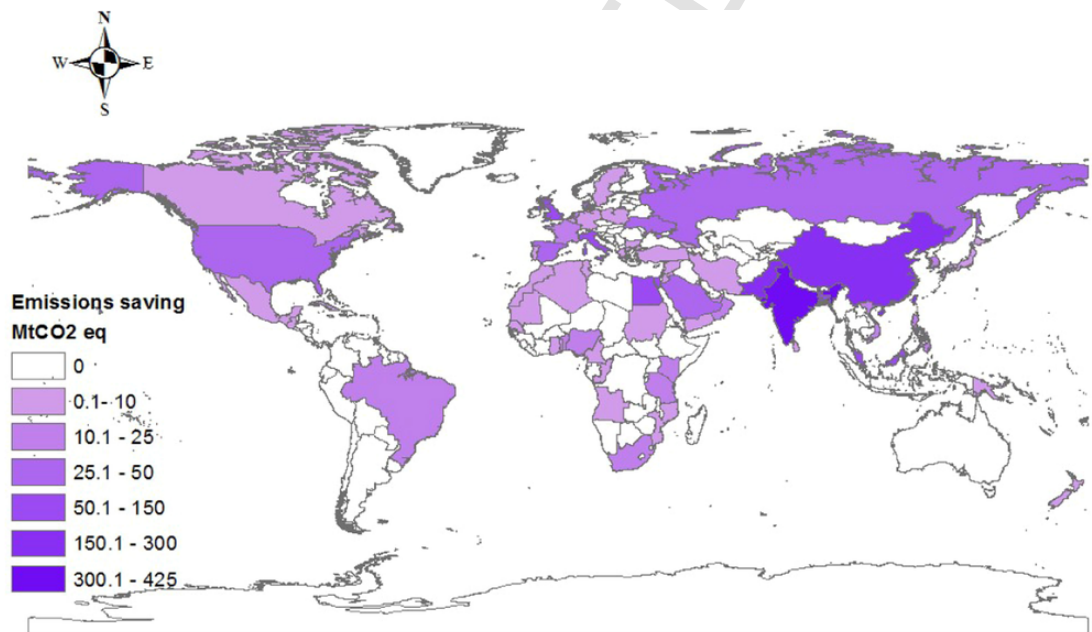 N
W E
S
Emissions saving
MtCO2 eq
0
0.1- 10
10.1 - 25
25.1 - 50
50.1 - 150
150.1 - 300
300.1 - 425